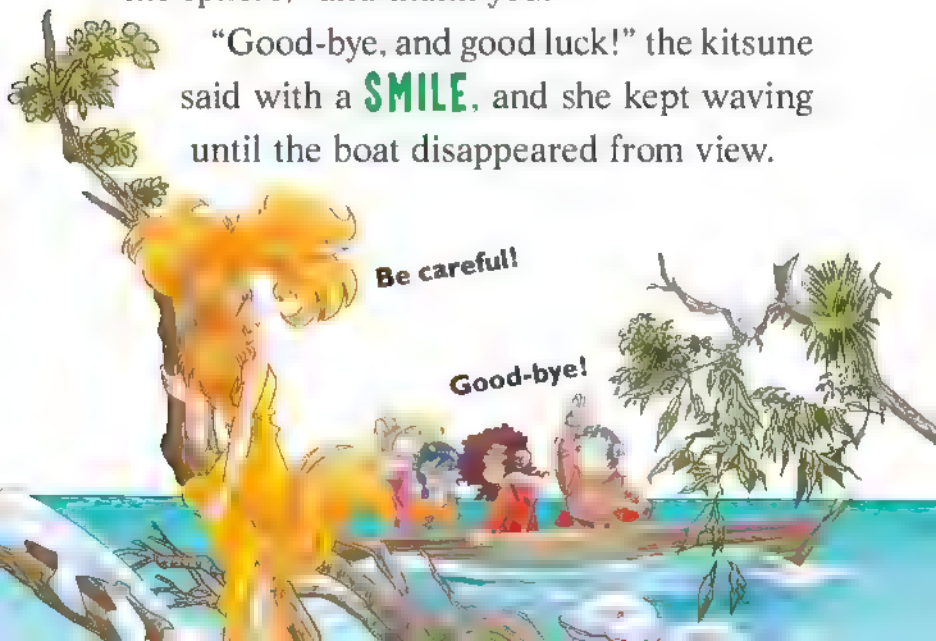 "Good-bye, and good luck!" the kitsune
said with a SMILE, and she kept waving
until the boat disappeared from view.
Be careful!
Good-bye!